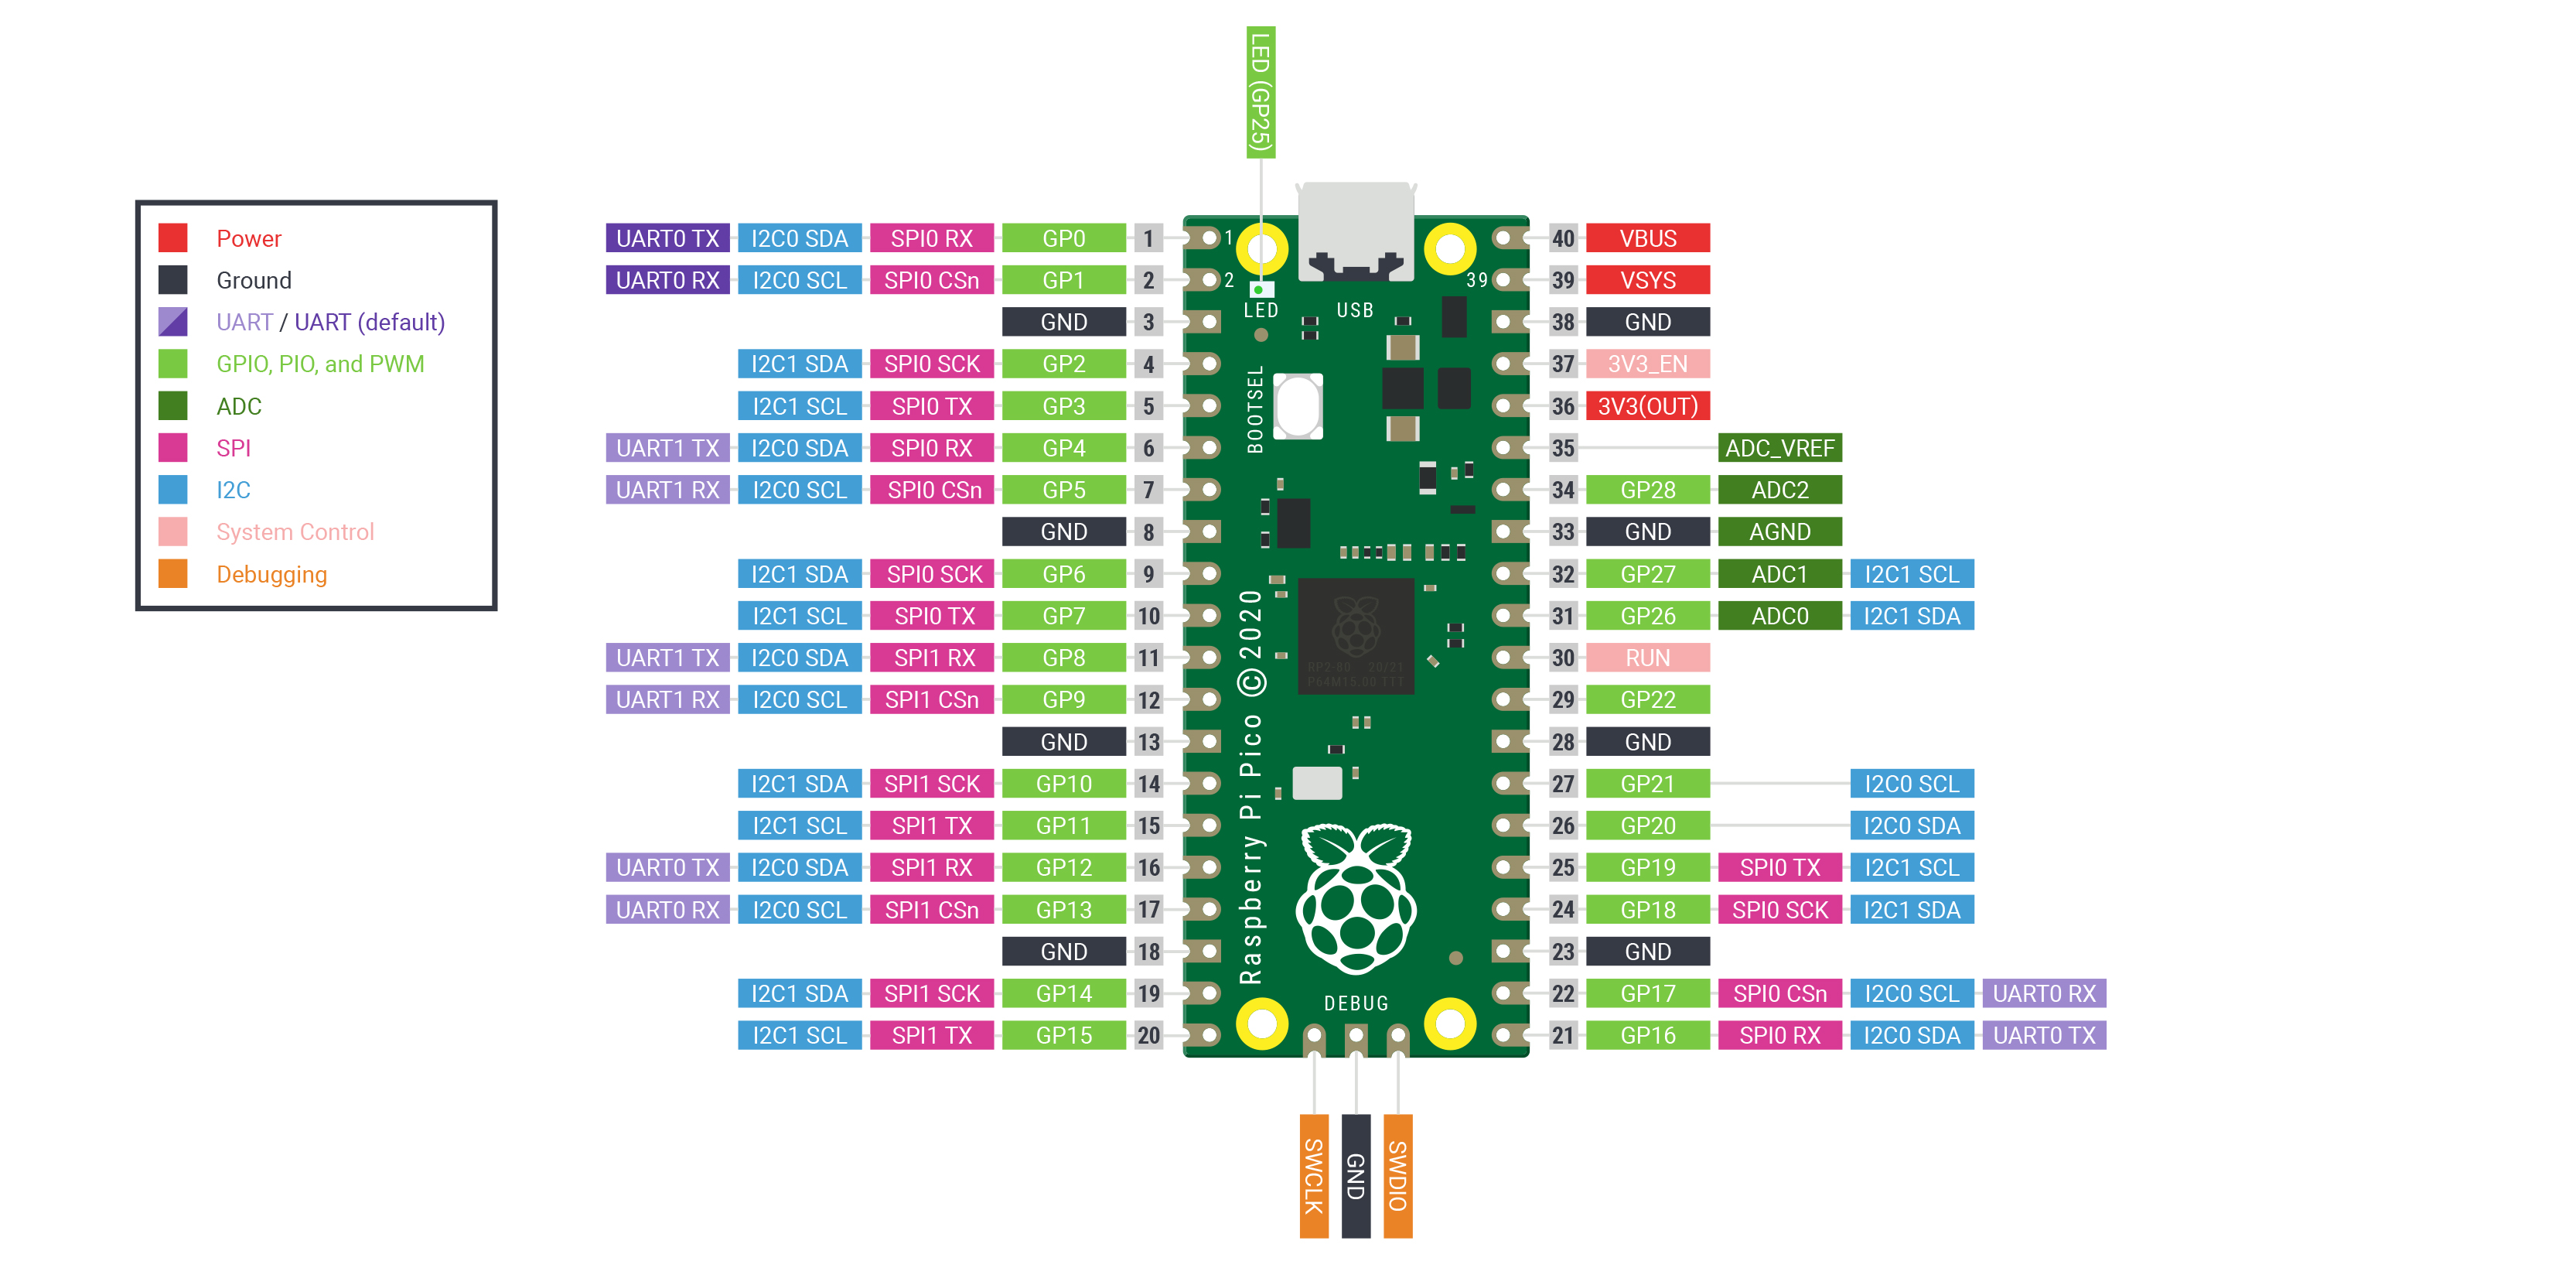 LED (GP25)
Power
Ground
UART / UART (default)
GPIO, PIO, and PWM
ADC
SPI
I2C
System Control
Debugging
UART0 TX I2C0 SDA SPI0 RX GP0 1 1 40 VBUS
UART0 RX I2C0 SCL SPI0 CSn GP1 2 2 39 39 VSYS
LED USB
GND 3 38 GND
I2C1 SDA SPI0 SCK GP2 4 37 3V3_EN
I2C1 SCL SPI0 TX GP3 5 36 3V3(OUT)
BOOTSEL
UART1 TX I2C0 SDA SPI0 RX GP4 6 35 ADC_VREF
UART1 RX I2C0 SCL SPI0 CSn GP5 7 34 GP28 ADC2
GND 8 33 GND AGND
I2C1 SDA SPI0 SCK GP6 9 32 GP27 ADC1 I2C1 SCL
I2C1 SCL SPI0 TX GP7 10 31 GP26 ADC0 I2C1 SDA
UART1 TX I2C0 SDA SPI1 RX GP8 11 30 RUN
RP2-B0 20/21
P64M15.00 TTT
UART1 RX I2C0 SCL SPI1 CSn GP9 12 29 GP22
GND 13 28 GND
I2C1 SDA SPI1 SCK GP10 14 27 GP21 I2C0 SCL
I2C1 SCL SPI1 TX GP11 15 26 GP20 I2C0 SDA
Raspberry Pi Pico ©2020
UART0 TX I2C0 SDA SPI1 RX GP12 16 25 GP19 SPI0 TX I2C1 SCL
UART0 RX I2C0 SCL SPI1 CSn GP13 17 24 GP18 SPI0 SCK I2C1 SDA
GND 18 23 GND
I2C1 SDA SPI1 SCK GP14 19 22 GP17 SPI0 CSn I2C0 SCL UART0 RX
DEBUG
I2C1 SCL SPI1 TX GP15 20 21 GP16 SPI0 RX I2C0 SDA UART0 TX
SWCLK
GND
SWDIO